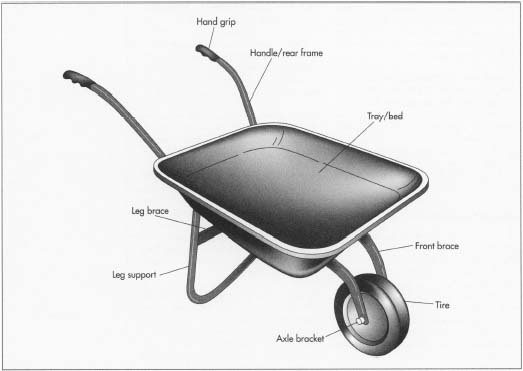 Hand grip
Handle/rear frame
Tray/bed
Leg brace
Front brace
Leg support
Tire
Axle bracket